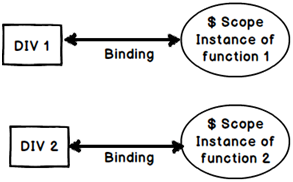 $ Scope
Instance of
function 1
DIV 1
Binding
$ Scope
Instance of
function 2
DIV 2
Binding